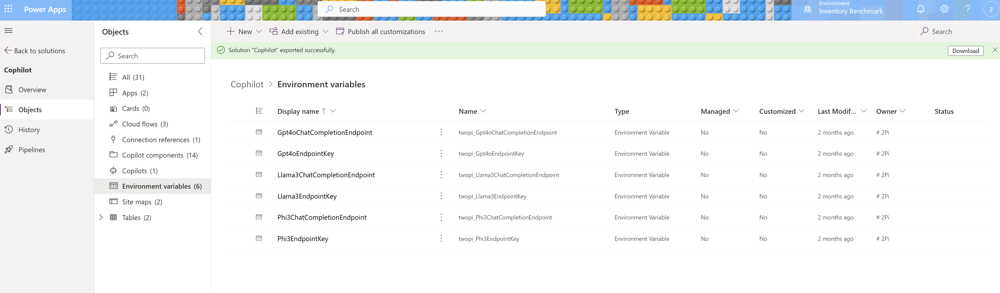 Power Apps
Search
Environment
Inventory Benchmark
2
Back to solutions
Cophilot
Overview
Objects
History
Pipelines
Objects
Search
All (31)
Apps (2)
Cards (0)
Cloud flows (3)
Connection references (1)
Copilot components (14)
Copilots (1)
Environment variables (6)
Site maps (2)
Tables (2)
New Add existing Publish all customizations ··· Search
Solution "Cophilot" exported successfully. Download
Cophilot > Environment variables
Display name Name Type Managed Customized Last Modif... Owner Status
Gpt4oChatCompletionEndpoint twopi_Gpt4oChatCompletionEndpoint Environment Variable No No 2 months ago # 2Pi
Gpt4oEndpointKey twopi_Gpt4oEndpointKey Environment Variable No No 2 months ago # 2Pi
Llama3ChatCompletionEndpoint twopi_Llama3ChatCompletionEndpoint Environment Variable No No 2 months ago # 2Pi
Llama3EndpointKey twopi_Llama3EndpointKey Environment Variable No No 2 months ago # 2Pi
Phi3ChatCompletionEndpoint twopi_Phi3ChatCompletionEndpoint Environment Variable No No 2 months ago # 2Pi
Phi3EndpointKey twopi_Phi3EndpointKey Environment Variable No No 2 months ago # 2Pi